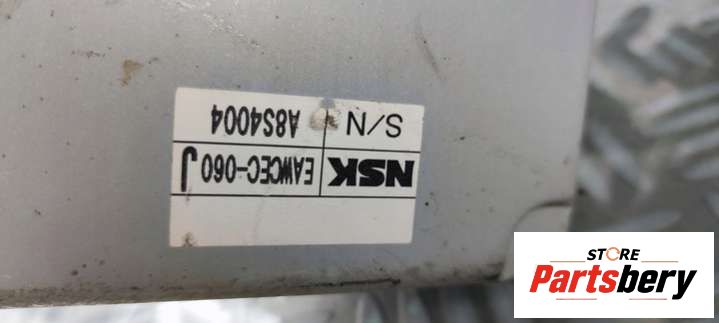 NSK EAWCEC-060 J
S/N A8S4004
STORE
Partsbery